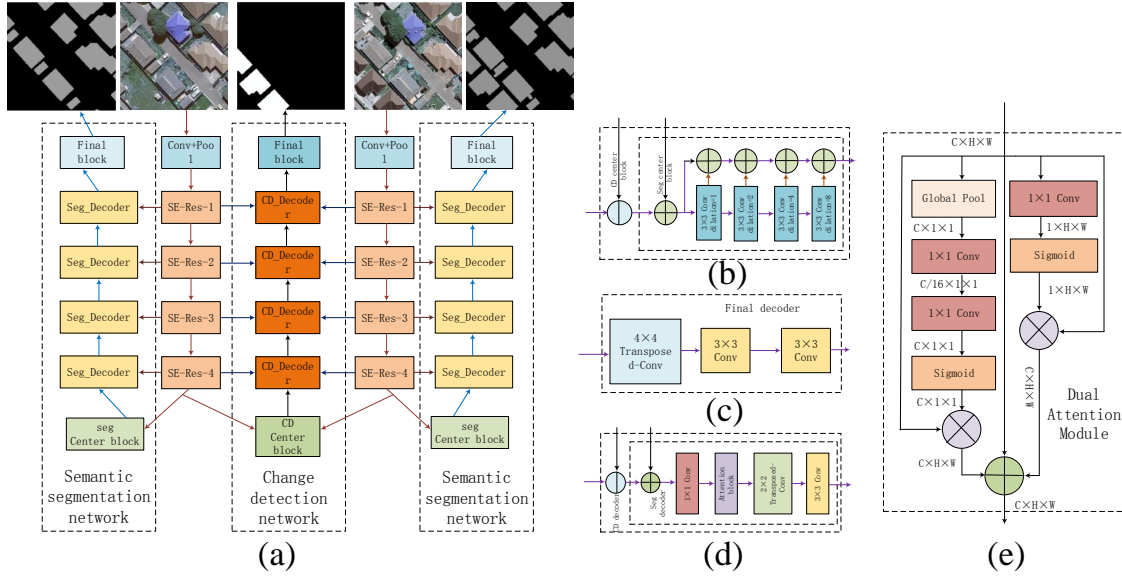 Final
block
Conv+Poo
l
Final
block
Conv+Poo
l
Final
block
Seg_Decoder
SE-Res-1
CD_Decoder
SE-Res-1
Seg_Decoder
Seg_Decoder
SE-Res-2
CD_Decoder
SE-Res-2
Seg_Decoder
Seg_Decoder
SE-Res-3
CD_Decoder
SE-Res-3
Seg_Decoder
Seg_Decoder
SE-Res-4
CD_Decoder
SE-Res-4
Seg_Decoder
seg
Center block
CD
Center
block
seg
Center block
Semantic
segmentation
network
Change
detection
network
Semantic
segmentation
network
(a)
CD center
block
Seg center
block
3×3 Conv
dilation=1
3×3 Conv
dilation=2
3×3 Conv
dilation=4
3×3 Conv
dilation=8
(b)
Final decoder
4×4
Transpose
d-Conv
3×3
Conv
3×3
Conv
(c)
CD decoder
Seg
decoder
1×1 Conv
Attention
block
2×2
Transposed-
Conv
3×3 Conv
(d)
C×H×W
Global Pool
1×1 Conv
C×1×1
1×H×W
1×1 Conv
Sigmoid
C/16×1×1
1×H×W
1×1 Conv
C×1×1
Sigmoid
C×H×W
C×1×1
Dual
Attention
Module
C×H×W
C×H×W
(e)